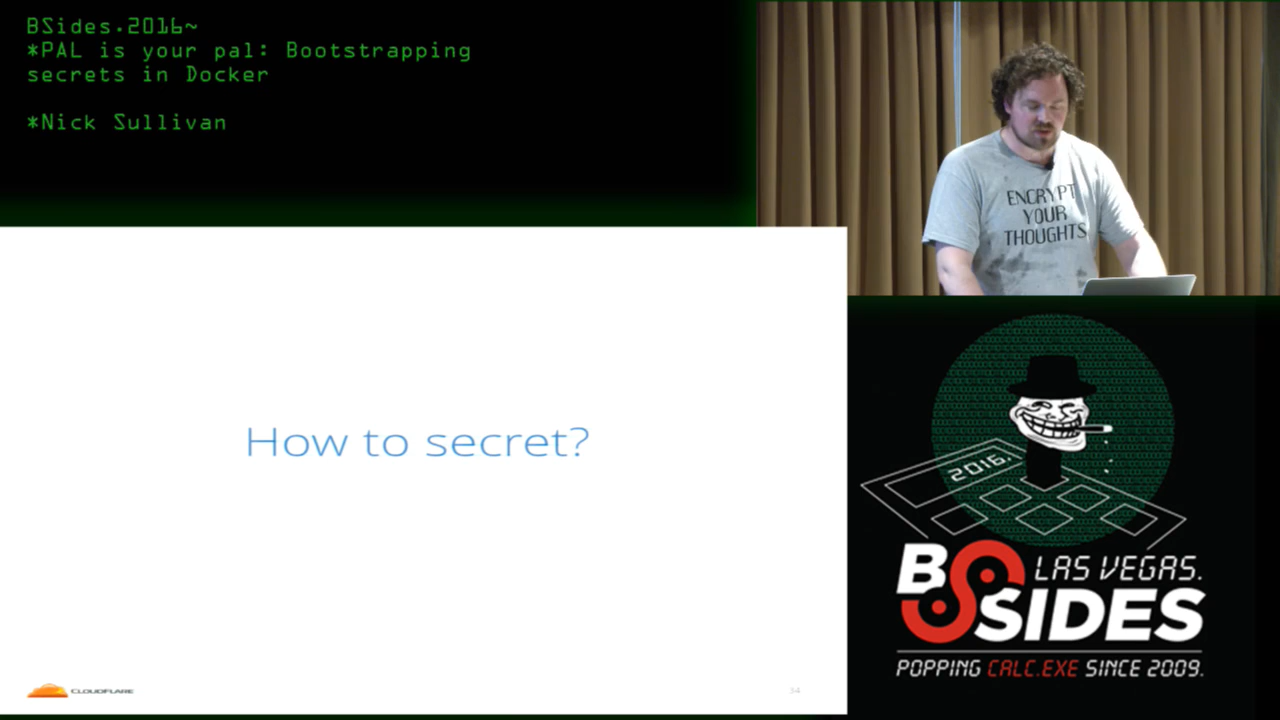 BSides.2016~
*PAL is your pal: Bootstrapping
secrets in Docker
*Nick Sullivan
ENCRYPT
YOUR
THOUGHTS
How to secret?
CLOUDFLARE
34
2016.
BSIDES
LAS VEGAS.
POPPING CALC.EXE SINCE 2009.